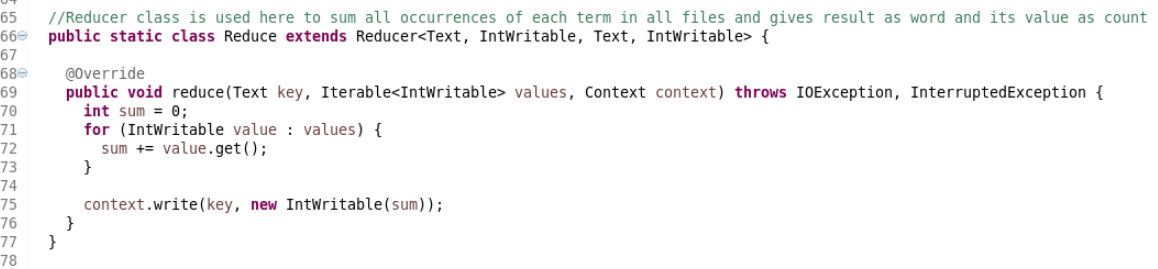 65 //Reducer class is used here to sum all occurrences of each term in all files and gives result as word and its value as count
66 public static class Reduce extends Reducer<Text, IntWritable, Text, IntWritable> {
67
68 @Override
69 public void reduce(Text key, Iterable<IntWritable> values, Context context) throws IOException, InterruptedException {
70 int sum = 0;
71 for (IntWritable value : values) {
72 sum += value.get();
73 }
74
75 context.write(key, new IntWritable(sum));
76 }
77 }
78